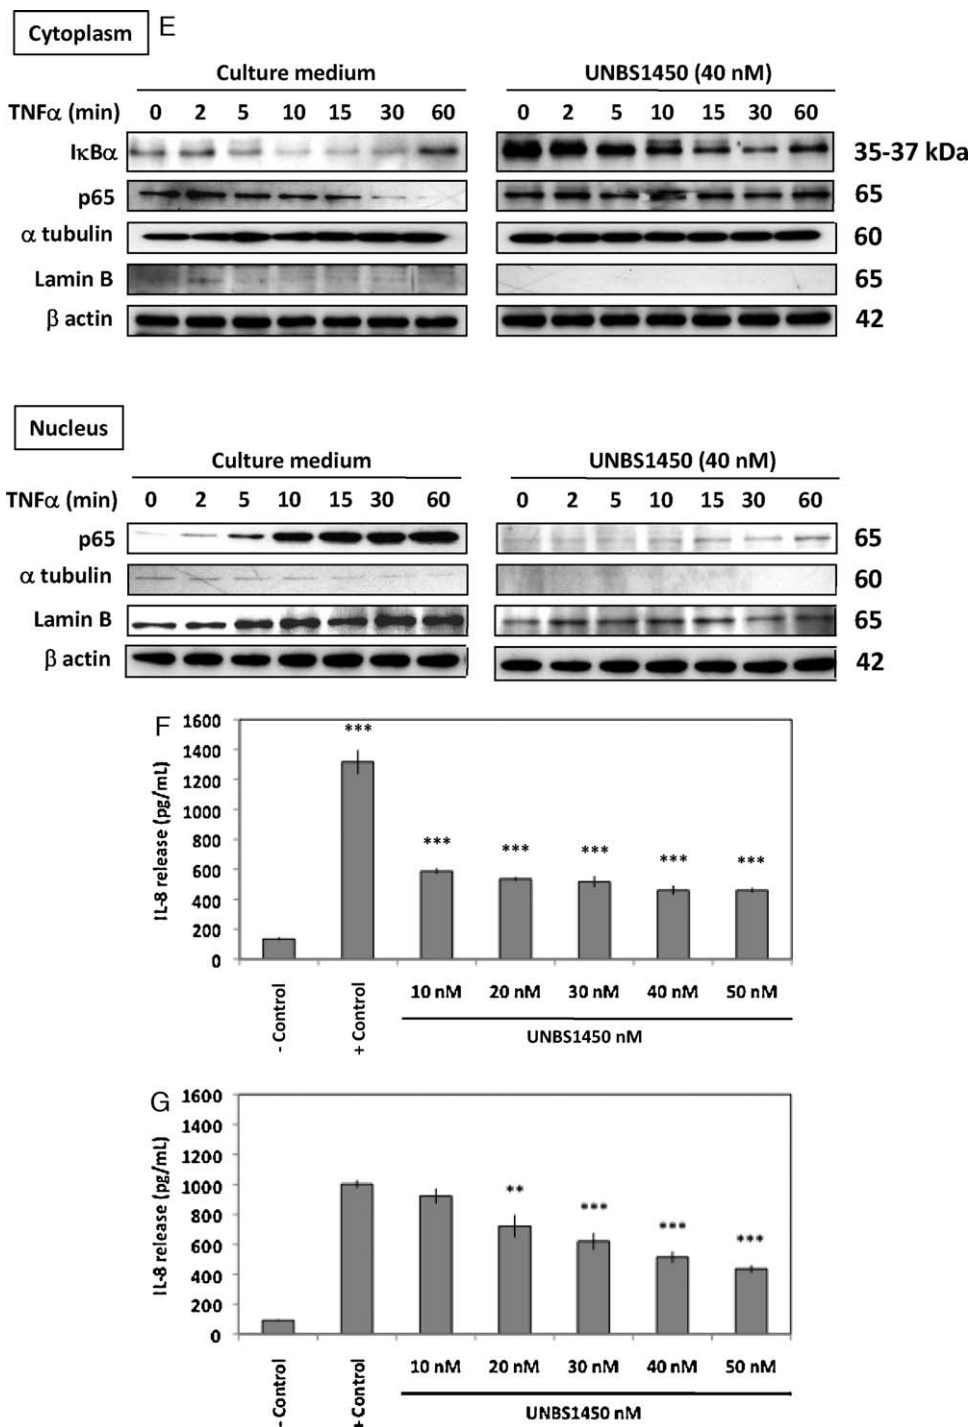 Cytoplasm E
Culture medium UNBS1450 (40 nM)
TNFα (min) 0 2 5 10 15 30 60 0 2 5 10 15 30 60
IκBα 35-37 kDa
p65 65
α tubulin 60
Lamin B 65
β actin 42
Nucleus
Culture medium UNBS1450 (40 nM)
TNFα (min) 0 2 5 10 15 30 60 0 2 5 10 15 30 60
p65 65
α tubulin 60
Lamin B 65
β actin 42
F
IL-8 release (pg/mL)
1600
1400
1200
1000
800
600
400
200
0
*** *** *** *** *** ***
- Control + Control 10 nM 20 nM 30 nM 40 nM 50 nM
UNBS1450 nM
G
IL-8 release (pg/mL)
1600
1400
1200
1000
800
600
400
200
0
** *** *** ***
- Control + Control 10 nM 20 nM 30 nM 40 nM 50 nM
UNBS1450 nM